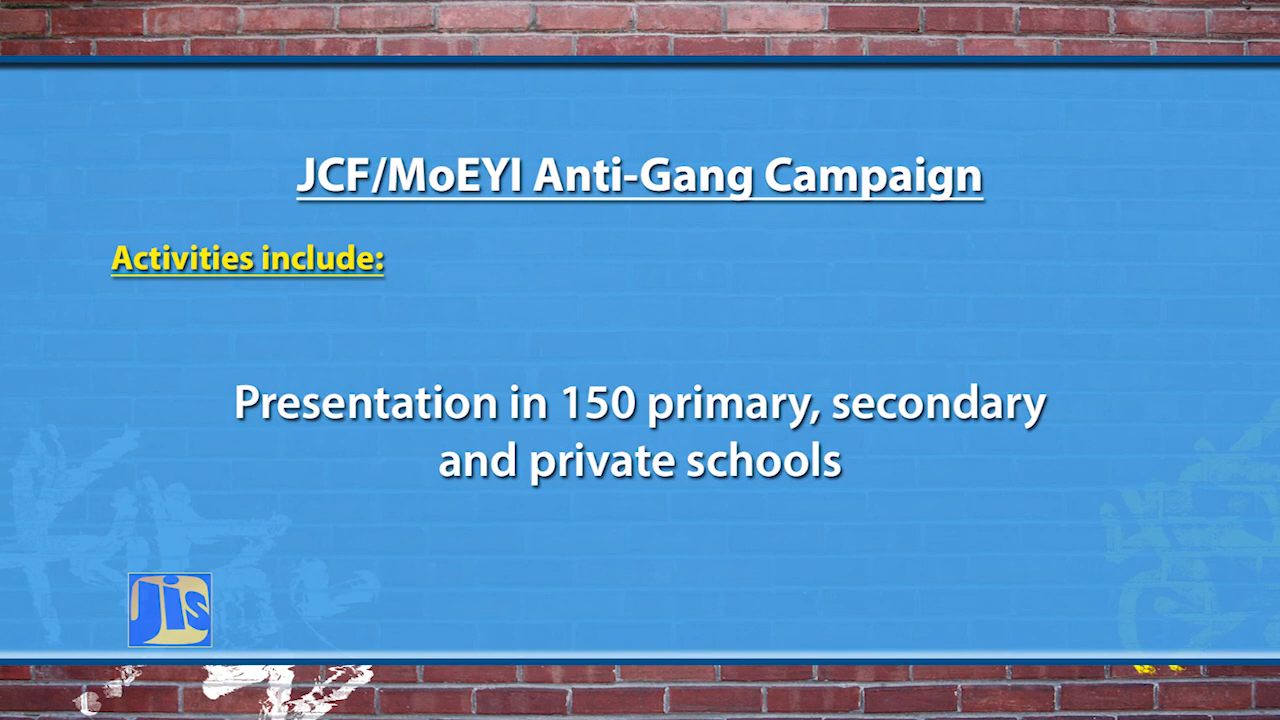 JCF/MoEYI Anti-Gang Campaign
Activities include:
Presentation in 150 primary, secondary
and private schools
Jis